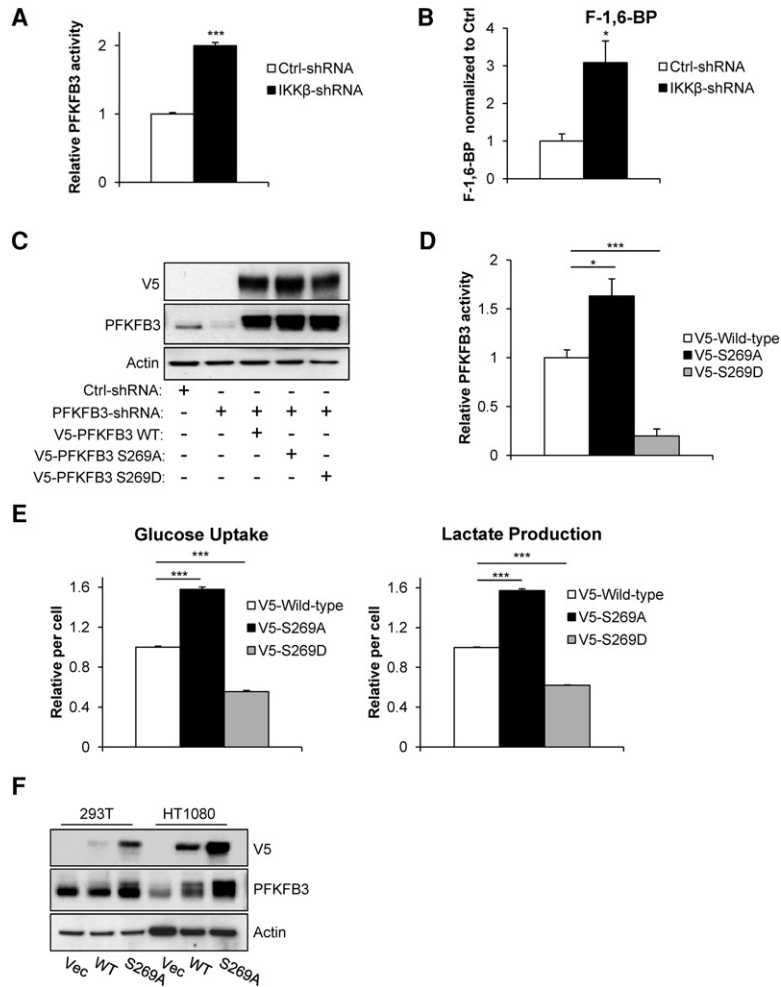 A
Relative PFKFB3 activity
2
1
0
***
Ctrl-shRNA
IKKβ-shRNA
B
F-1,6-BP
F-1,6-BP normalized to Ctrl
5
4
3
2
1
0
*
Ctrl-shRNA
IKKβ-shRNA
C
V5
PFKFB3
Actin
Ctrl-shRNA: + - - - -
PFKFB3-shRNA: - + + + +
V5-PFKFB3 WT: - - + - -
V5-PFKFB3 S269A: - - - + -
V5-PFKFB3 S269D: - - - - +
D
Relative PFKFB3 activity
2
1.5
1
0.5
0
***
*
V5-Wild-type
V5-S269A
V5-S269D
E
Glucose Uptake
Relative per cell
1.6
1.2
0.8
0.4
0
***
***
V5-Wild-type
V5-S269A
V5-S269D
Lactate Production
Relative per cell
1.6
1.2
0.8
0.4
0
***
***
V5-Wild-type
V5-S269A
V5-S269D
F
293T HT1080
V5
PFKFB3
Actin
Vec WT S269A Vec WT S269A